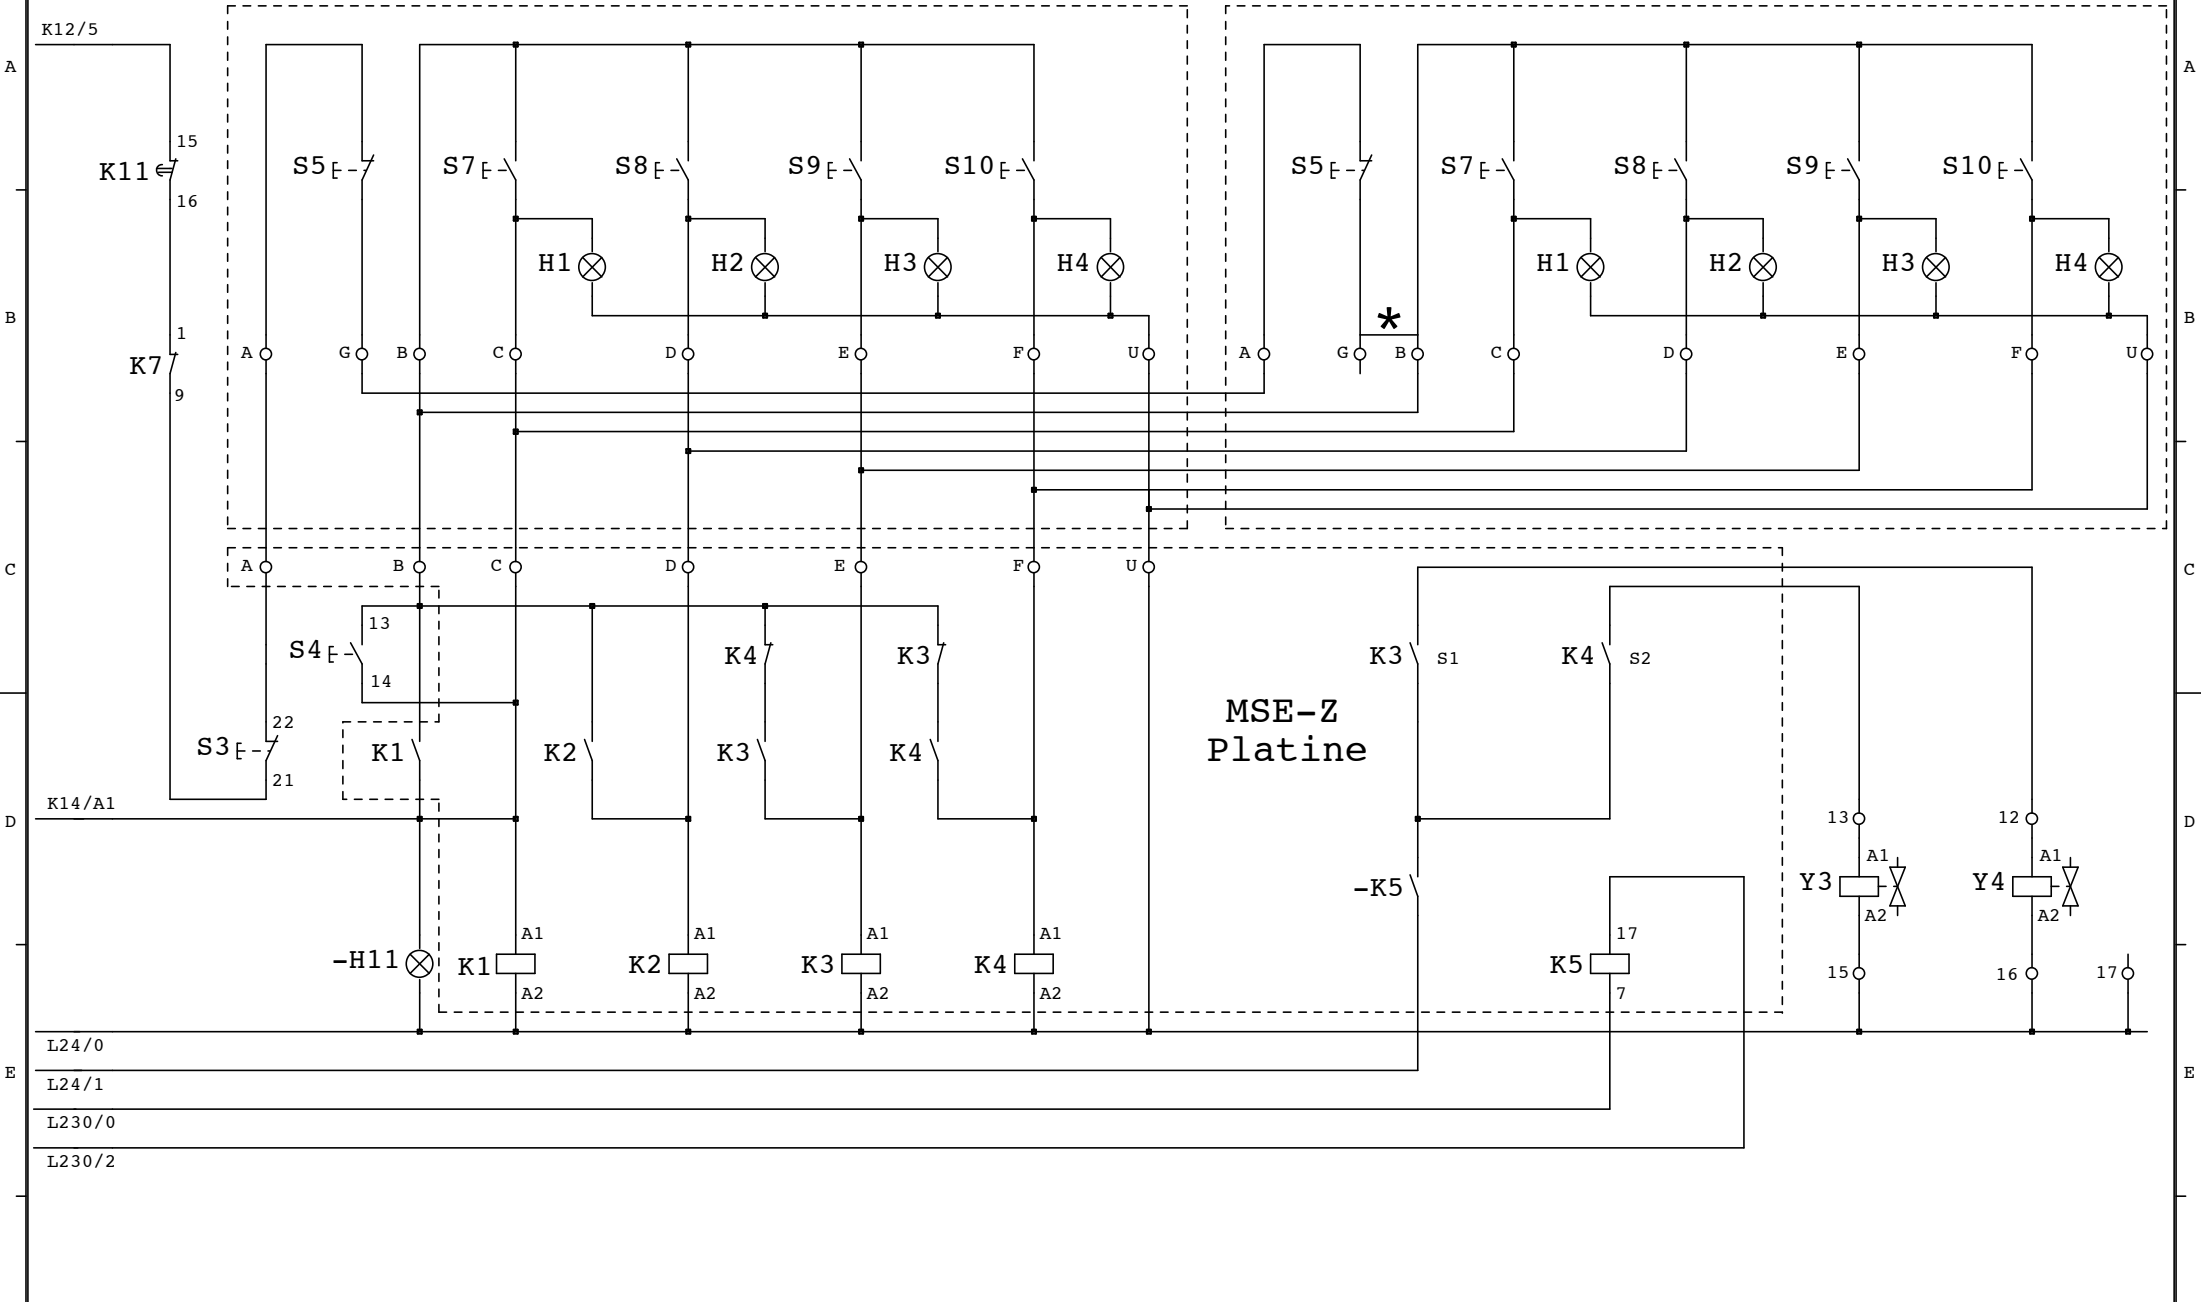 K12/5
A
A
15
K11
S5
S7
S8
S9
S10
S5
S7
S8
S9
S10
16
H1
H2
H3
H4
H1
H2
H3
H4
B
*
B
1
K7
A
G
B
C
D
E
F
U
A
G
B
C
D
E
F
U
9
C
A
B
C
D
E
F
U
C
13
S4
K4
K3
K3
S1
K4
S2
14
MSE-Z
22
Platine
S3
K1
K2
K3
K4
21
K14/A1
D
13
12
D
A1
A1
-K5
Y3
Y4
A2
A2
A1
A1
A1
A1
17
-H11
K1
K2
K3
K4
K5
15
16
17
A2
A2
A2
A2
7
L24/0
E
E
L24/1
L230/0
L230/2